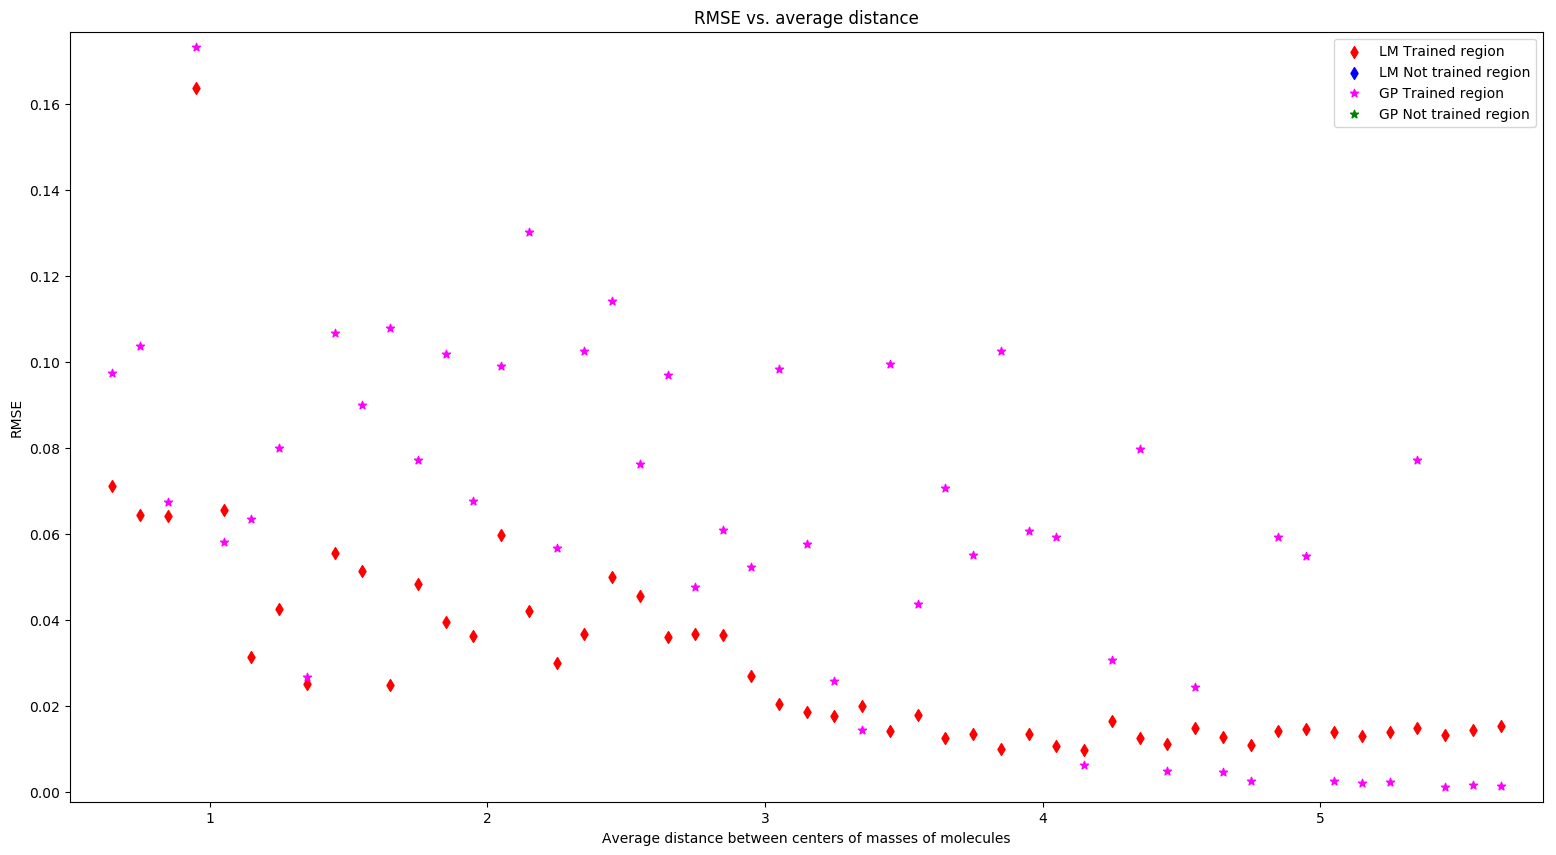 RMSE vs. average distance
LM Trained region
LM Not trained region
GP Trained region
GP Not trained region
0.16
0.14
0.12
0.10
0.08
0.06
0.04
0.02
0.00
RMSE
1 2 3 4 5
Average distance between centers of masses of molecules